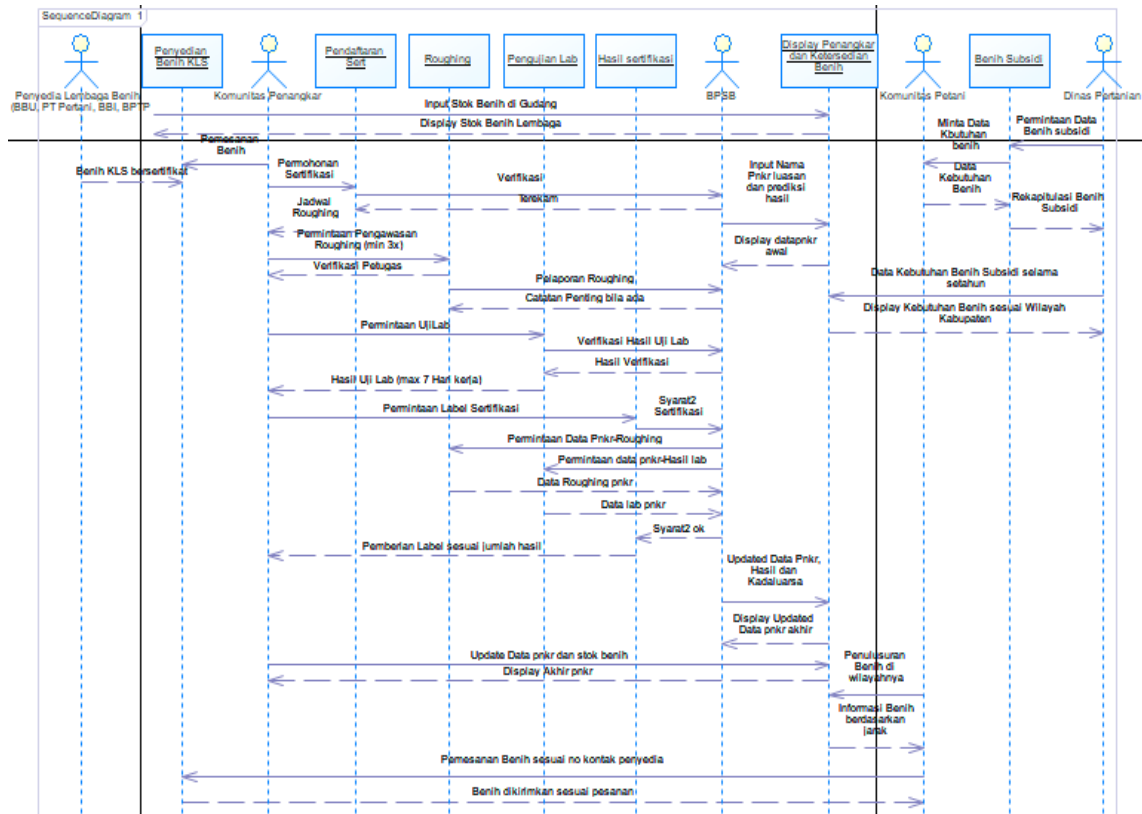 SequenceDiagram_1
Penyedian
Benih KLS
Pendaftaran
Sert
Roughing
Pengujian Lab
Hasil sertifikasi
Display Penangkar
dan Ketersedian
Benih
Benih Subsidi
Penyedia Lembaga Benih
(BBU, PT Pertani, BBI, BPTP
Komunitas Penangkar
BPSB
Komunitas Petani
Dinas Pertanian
Input Stok Benih di Gudang
Display Stok Benih Lembaga
Minta Data
Kbutuhan
benih
Permintaan Data
Benih subsidi
Pemesanan
Benih
Benih KLS bersertifikat
Permohonan
Sertifikasi
Verifikasi
Terekam
Input Nama
Pnkr luasan
dan prediksi
hasil
Data
Kebutuhan
Benih
Rekapitulasi Benih
Subsidi
Jadwal
Roughing
Permintaan Pengawasan
Roughing (min 3x)
Verifikasi Petugas
Display datapnkr
awal
Pelaporan Roughing
Catatan Penting bila ada
Data Kebutuhan Benih Subsidi selama
setahun
Display Kebutuhan Benih sesuai Wilayah
Kabupaten
Permintaan UjiLab
Verifikasi Hasil Uji Lab
Hasil Verifikasi
Hasil Uji Lab (max 7 Hari kerja)
Permintaan Label Sertifikasi
Syarat2
Sertifikasi
Permintaan Data Pnkr-Roughing
Permintaan data pnkr-Hasil lab
Data Roughing pnkr
Data lab pnkr
Syarat2 ok
Pemberian Label sesuai jumlah hasil
Updated Data Pnkr,
Hasil dan
Kadaluarsa
Display Updated
Data pnkr akhir
Update Data pnkr dan stok benih
Display Akhir pnkr
Penulusuran
Benih di
wilayahnya
Informasi Benih
berdasarkan
jarak
Pemesanan Benih sesuai no kontak penyedia
Benih dikirimkan sesuai pesanan